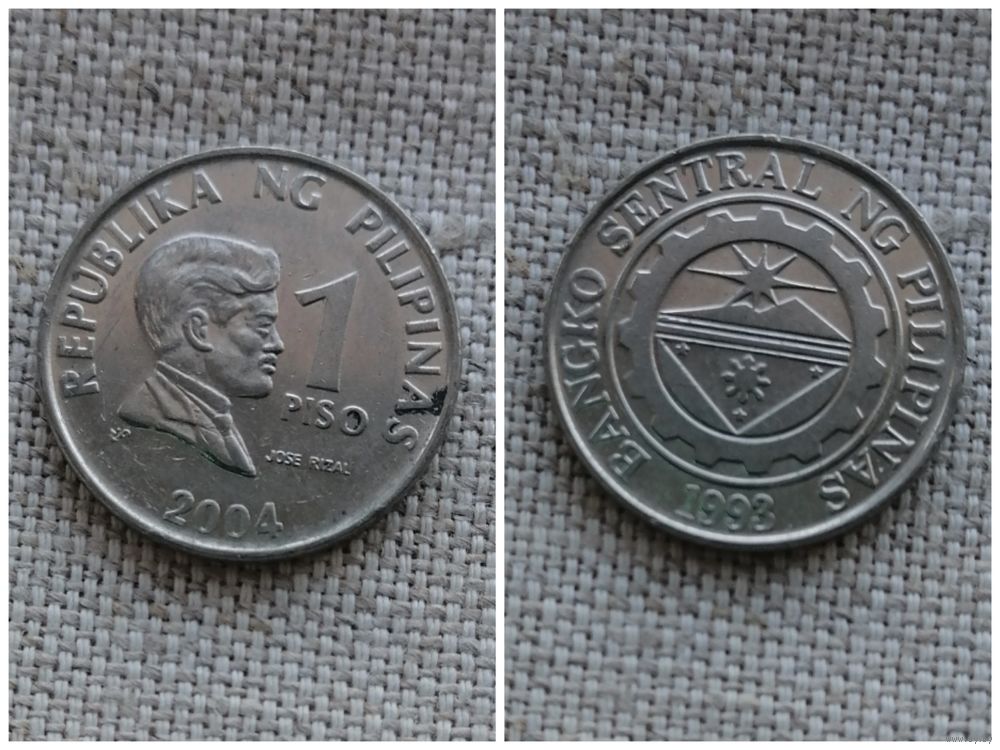 REPUBLIKA NG PILIPINAS
1
PISO
JOSE RIZAL
2004
BANGKO SENTRAL NG PILIPINAS
1993